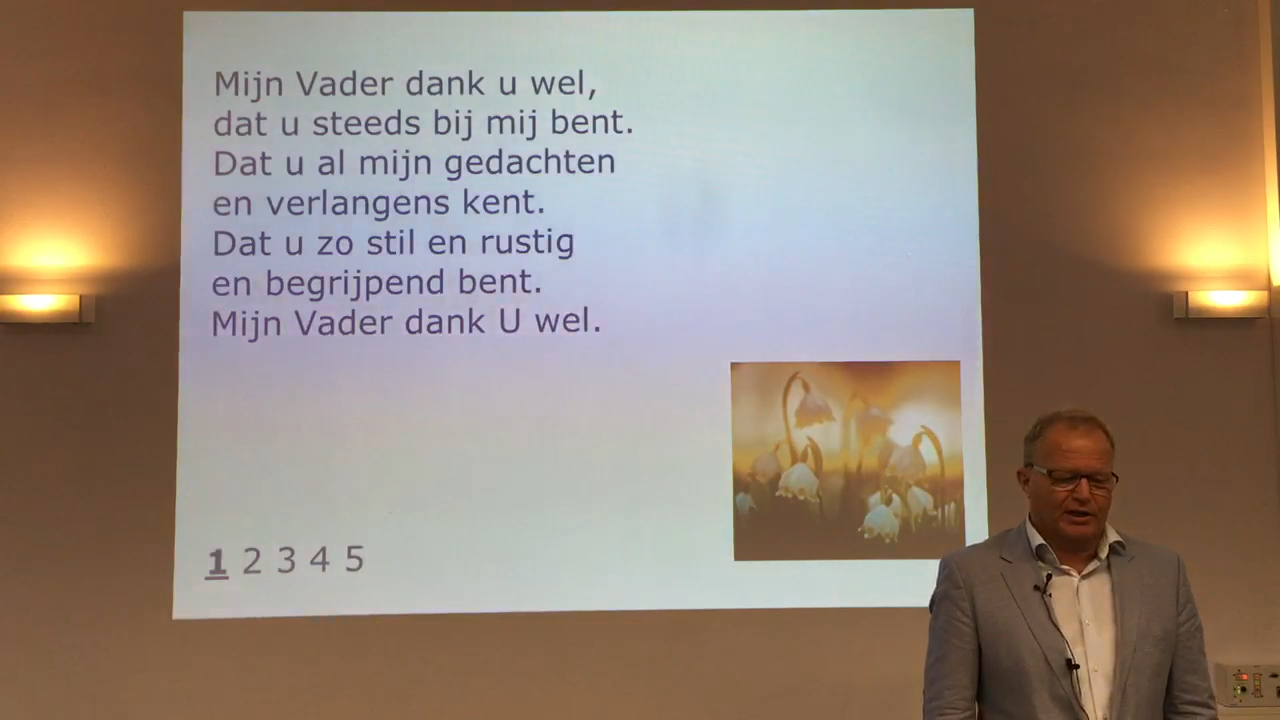 Mijn Vader dank u wel,
dat u steeds bij mij bent.
Dat u al mijn gedachten
en verlangens kent.
Dat u zo stil en rustig
en begrijpend bent.
Mijn Vader dank U wel.
1 2 3 4 5